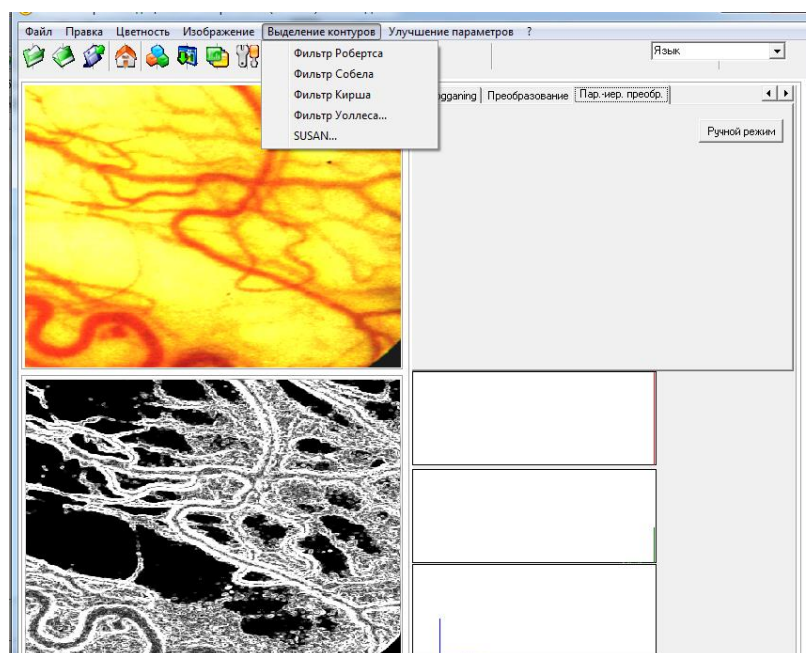 Файл Правка Цветность Изображение Выделение контуров Улучшение параметров ?
Фильтр Робертса
Фильтр Собела
Фильтр Кирша
Фильтр Уоллеса...
SUSAN...
Язык
Преобразование Пар.-иер. преобр.
Ручной режим